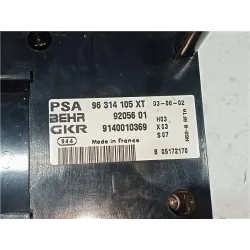 PSA 96 314 105 XT 03-06-02
BEHR 92056 01 H03
GKR 9140010369 X03
S07
944 Made in France
B 05172178